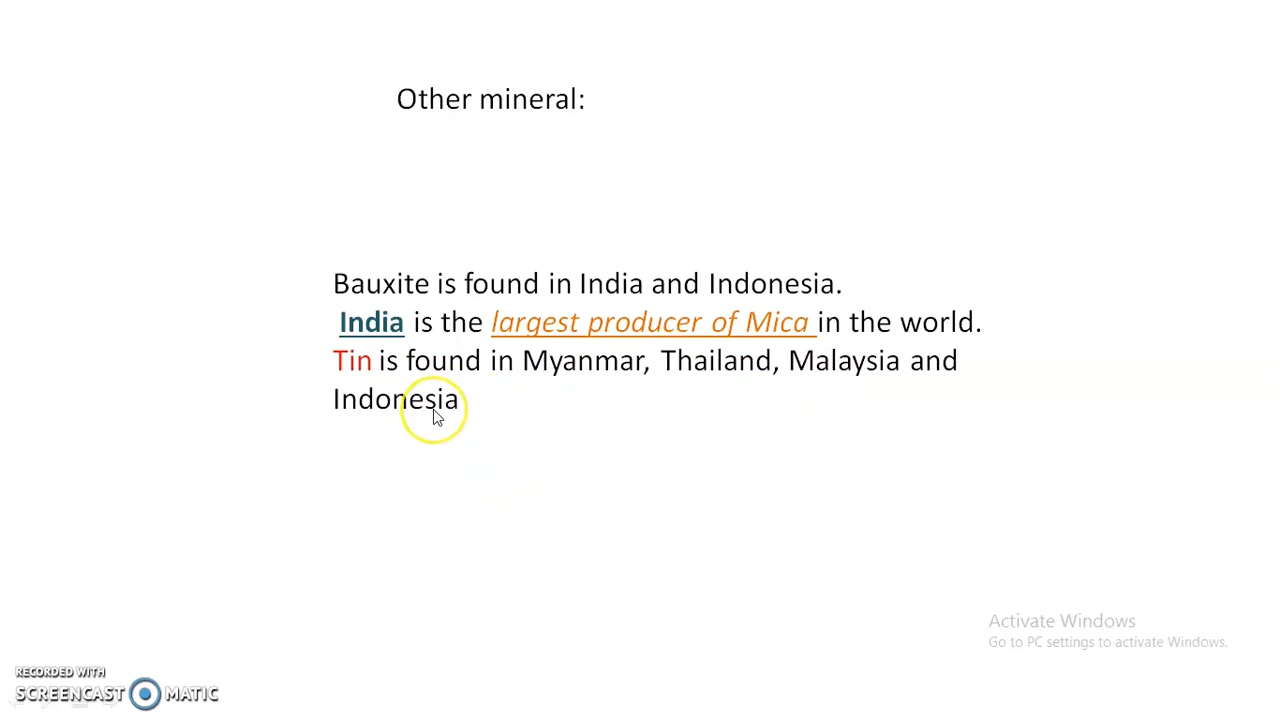 Other mineral:
Bauxite is found in India and Indonesia.
India is the largest producer of Mica in the world.
Tin is found in Myanmar, Thailand, Malaysia and
Indonesia
Activate Windows
Go to PC settings to activate Windows.
RECORDED WITH
SCREENCAST MATIC